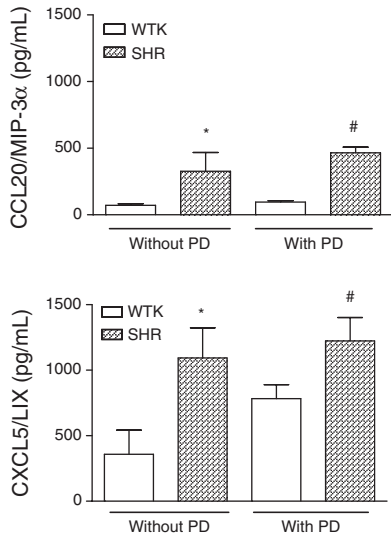 CCL20/MIP-3α (pg/mL)
1500
1000
500
0
WTK
SHR
*
#
Without PD
With PD
CXCL5/LIX (pg/mL)
1500
1000
500
0
WTK
SHR
*
#
Without PD
With PD